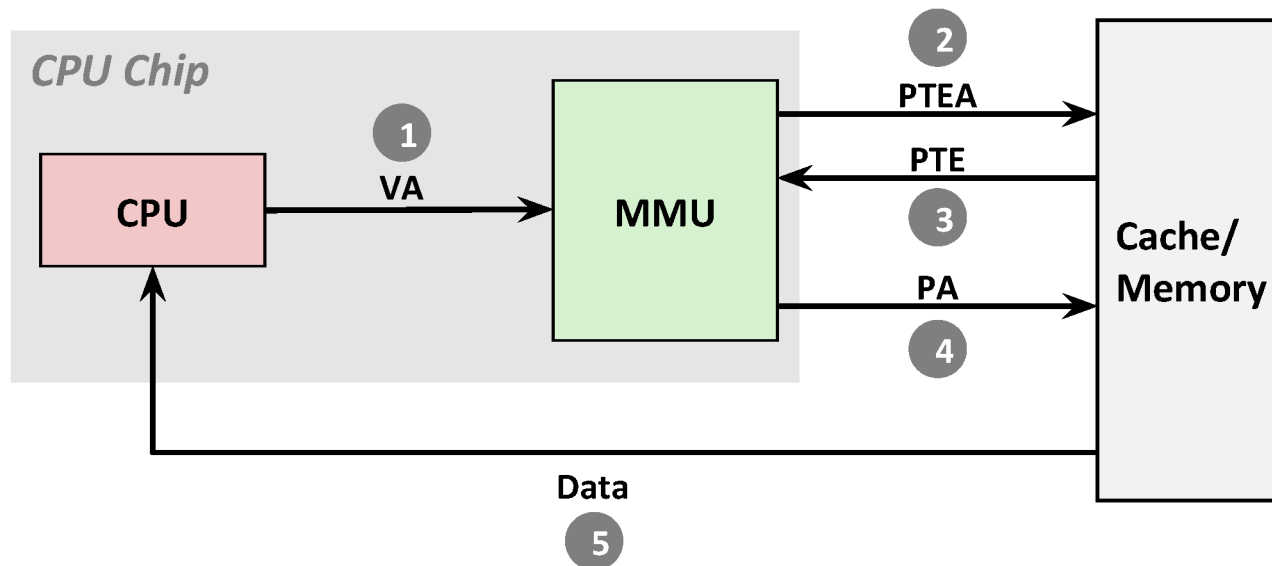 2
CPU Chip
PTEA
1
PTE
VA
CPU
MMU
3
Cache/
Memory
PA
4
Data
5